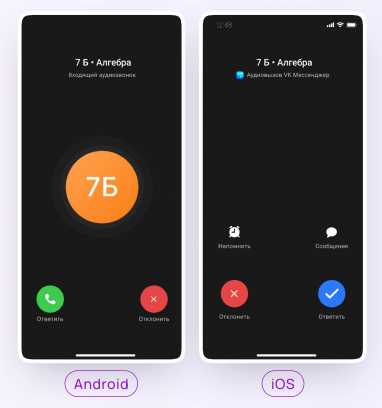 7 Б • Алгебра
Входящий аудиозвонок
7Б
Ответить
Отклонить
Android
12:48
7 Б • Алгебра
Аудиовызов VK Мессенджер
Напомнить
Сообщение
Отклонить
Ответить
iOS